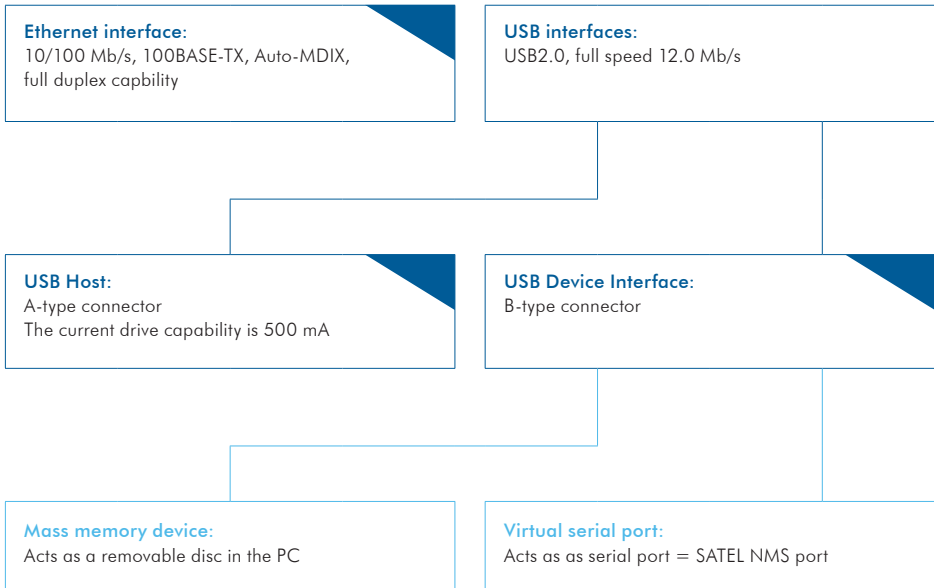 Ethernet interface:
10/100 Mb/s, 100BASE-TX, Auto-MDIX,
full duplex capbility
USB interfaces:
USB2.0, full speed 12.0 Mb/s
USB Host:
A-type connector
The current drive capability is 500 mA
USB Device Interface:
B-type connector
Mass memory device:
Acts as a removable disc in the PC
Virtual serial port:
Acts as as serial port = SATEL NMS port